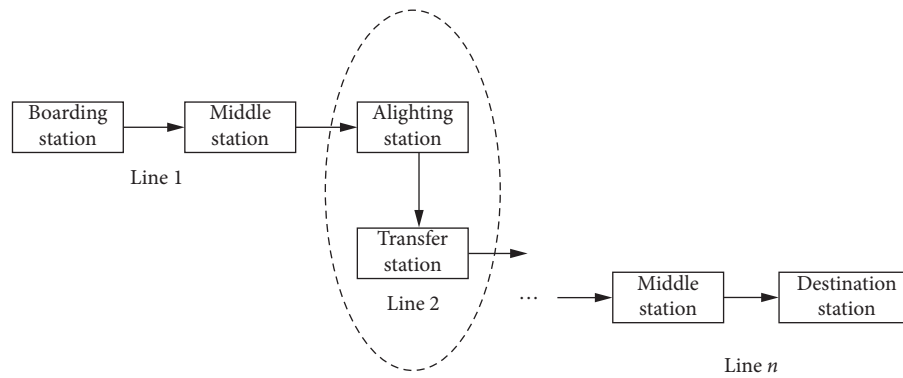 Boarding
station
Middle
station
Alighting
station
Line 1
Transfer
station
Line 2
...
Middle
station
Destination
station
Line n